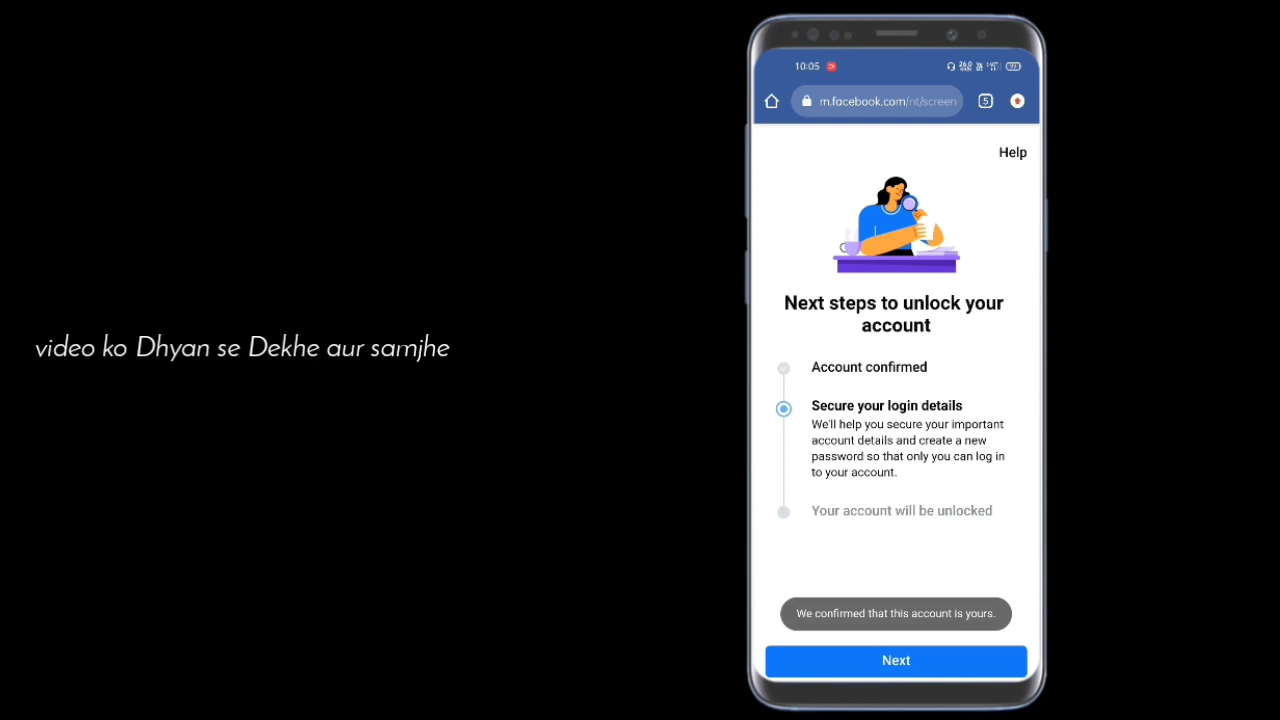 video ko Dhyan se Dekhe aur samjhe
10:05
m.facebook.com/nt/screen
5
Help
Next steps to unlock your
account
Account confirmed
Secure your login details
We'll help you secure your important
account details and create a new
password so that only you can log in
to your account.
Your account will be unlocked
We confirmed that this account is yours.
Next